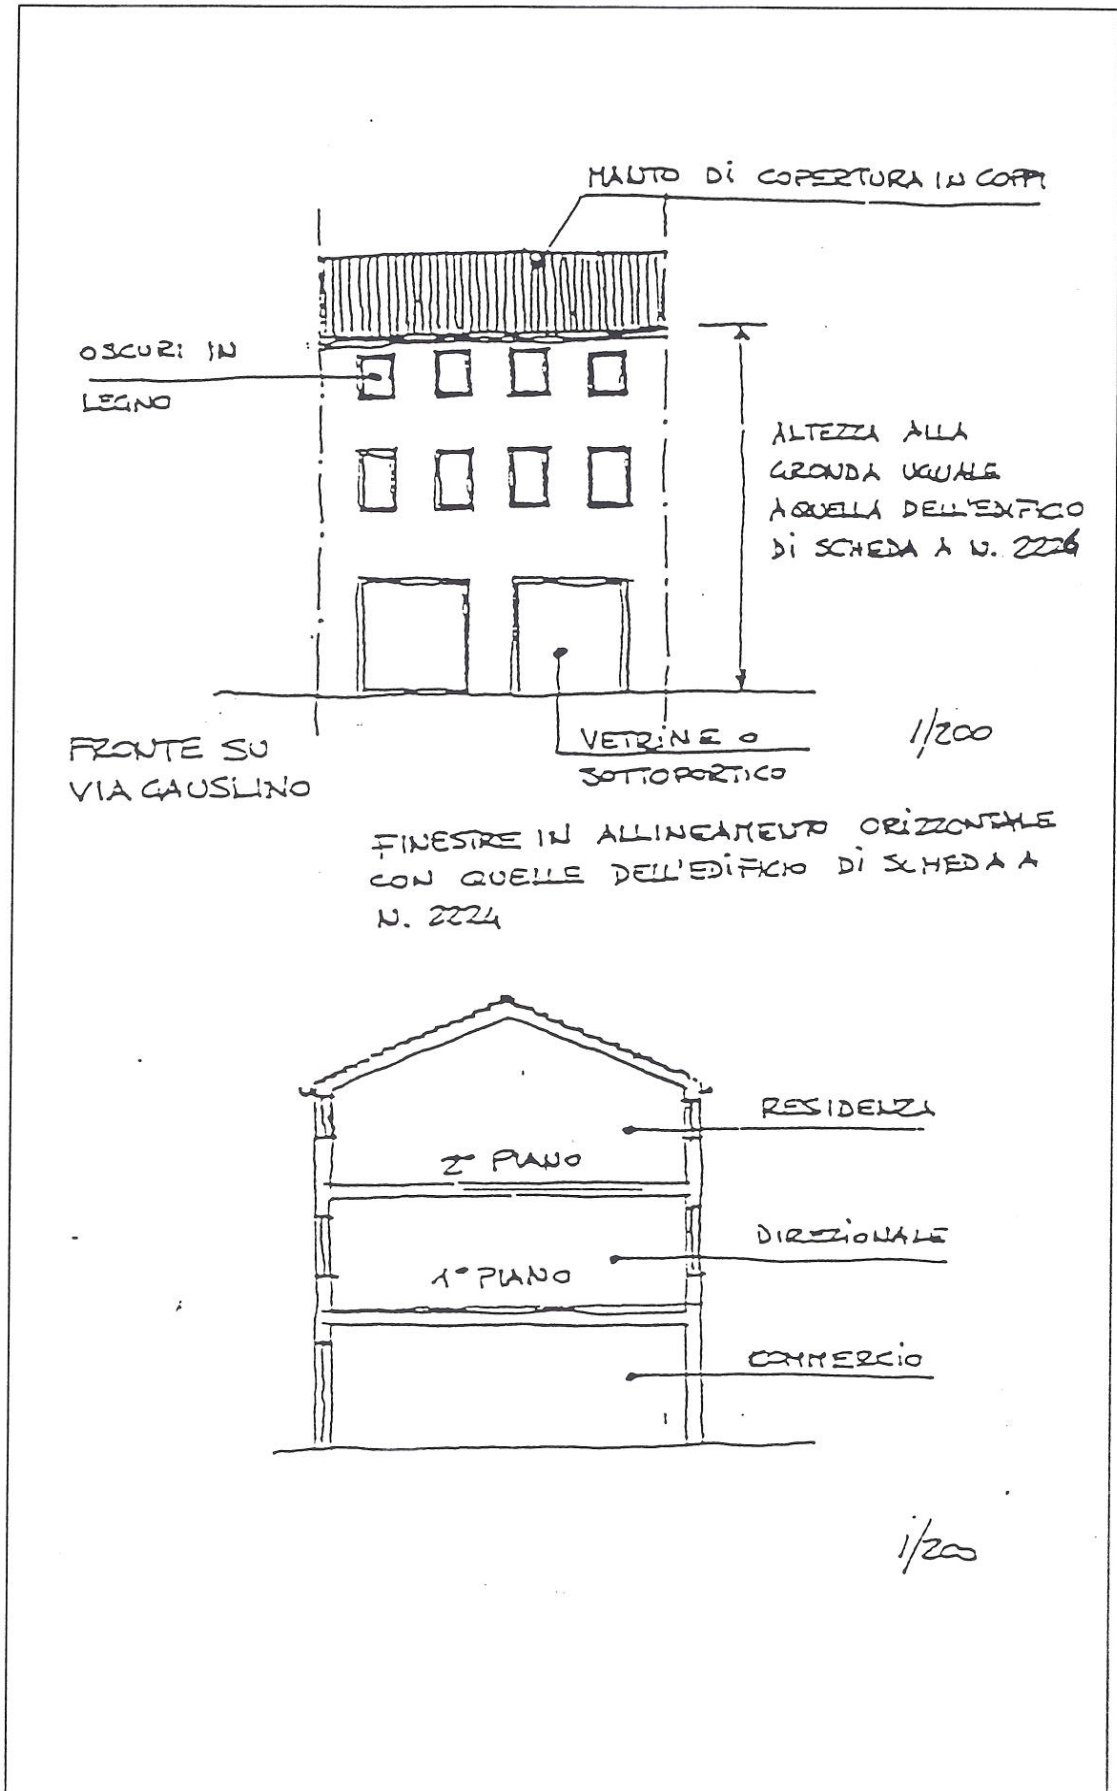 MANTO DI COPERTURA IN COPPI
OSCURI IN
LEGNO
ALTEZZA ALLA
GRONDA UGUALE
A QUELLA DELL'EDIFICO
DI SCHEDA A N. 2226
FRONTE SU
VIA GAUSLINO
VETRINE O
SOTTOPORTICO
1/200
FINESTRE IN ALLINEAMENTO ORIZZONTALE
CON QUELLE DELL'EDIFICIO DI SCHEDA A
N. 2224
RESIDENZA
2° PIANO
DIREZIONALE
1° PIANO
COMMERCIO
1/200